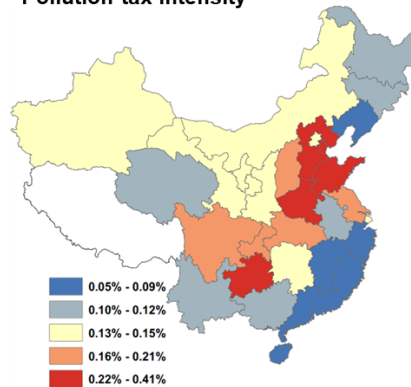 Pollution tax intensity
0.05% - 0.09%
0.10% - 0.12%
0.13% - 0.15%
0.16% - 0.21%
0.22% - 0.41%